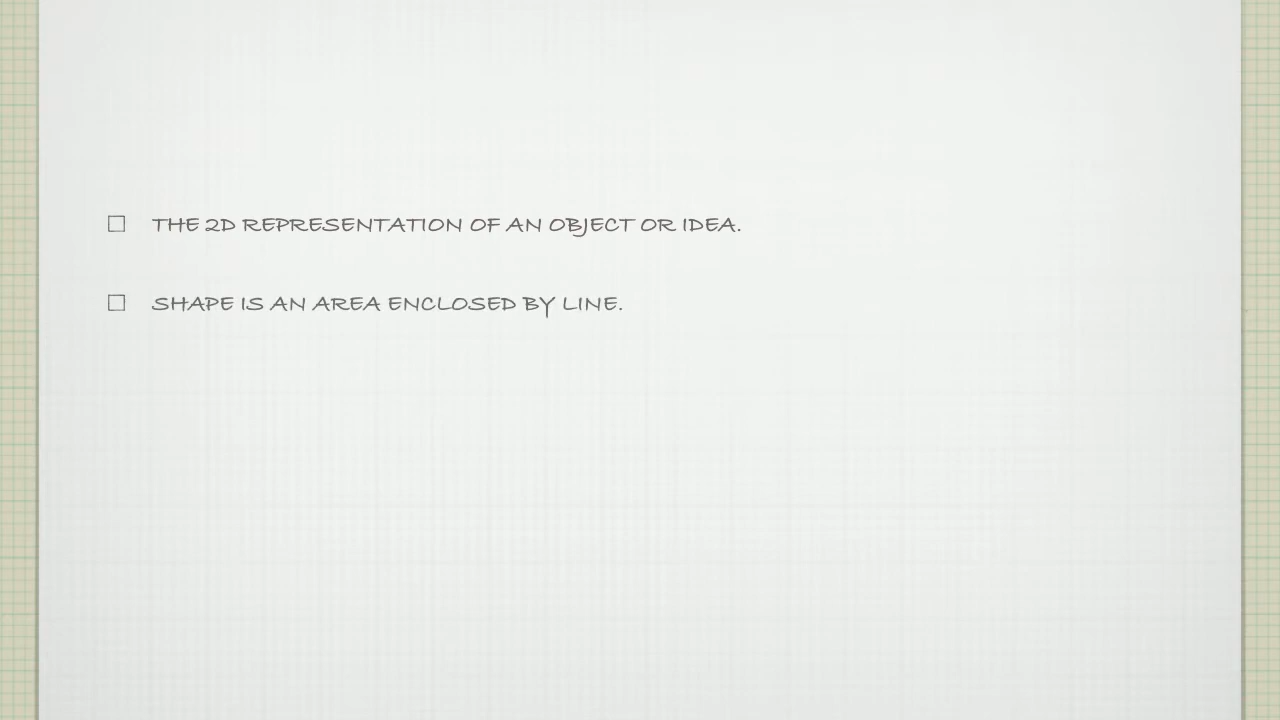 THE 2D REPRESENTATION OF AN OBJECT OR IDEA.
SHAPE IS AN AREA ENCLOSED BY LINE.